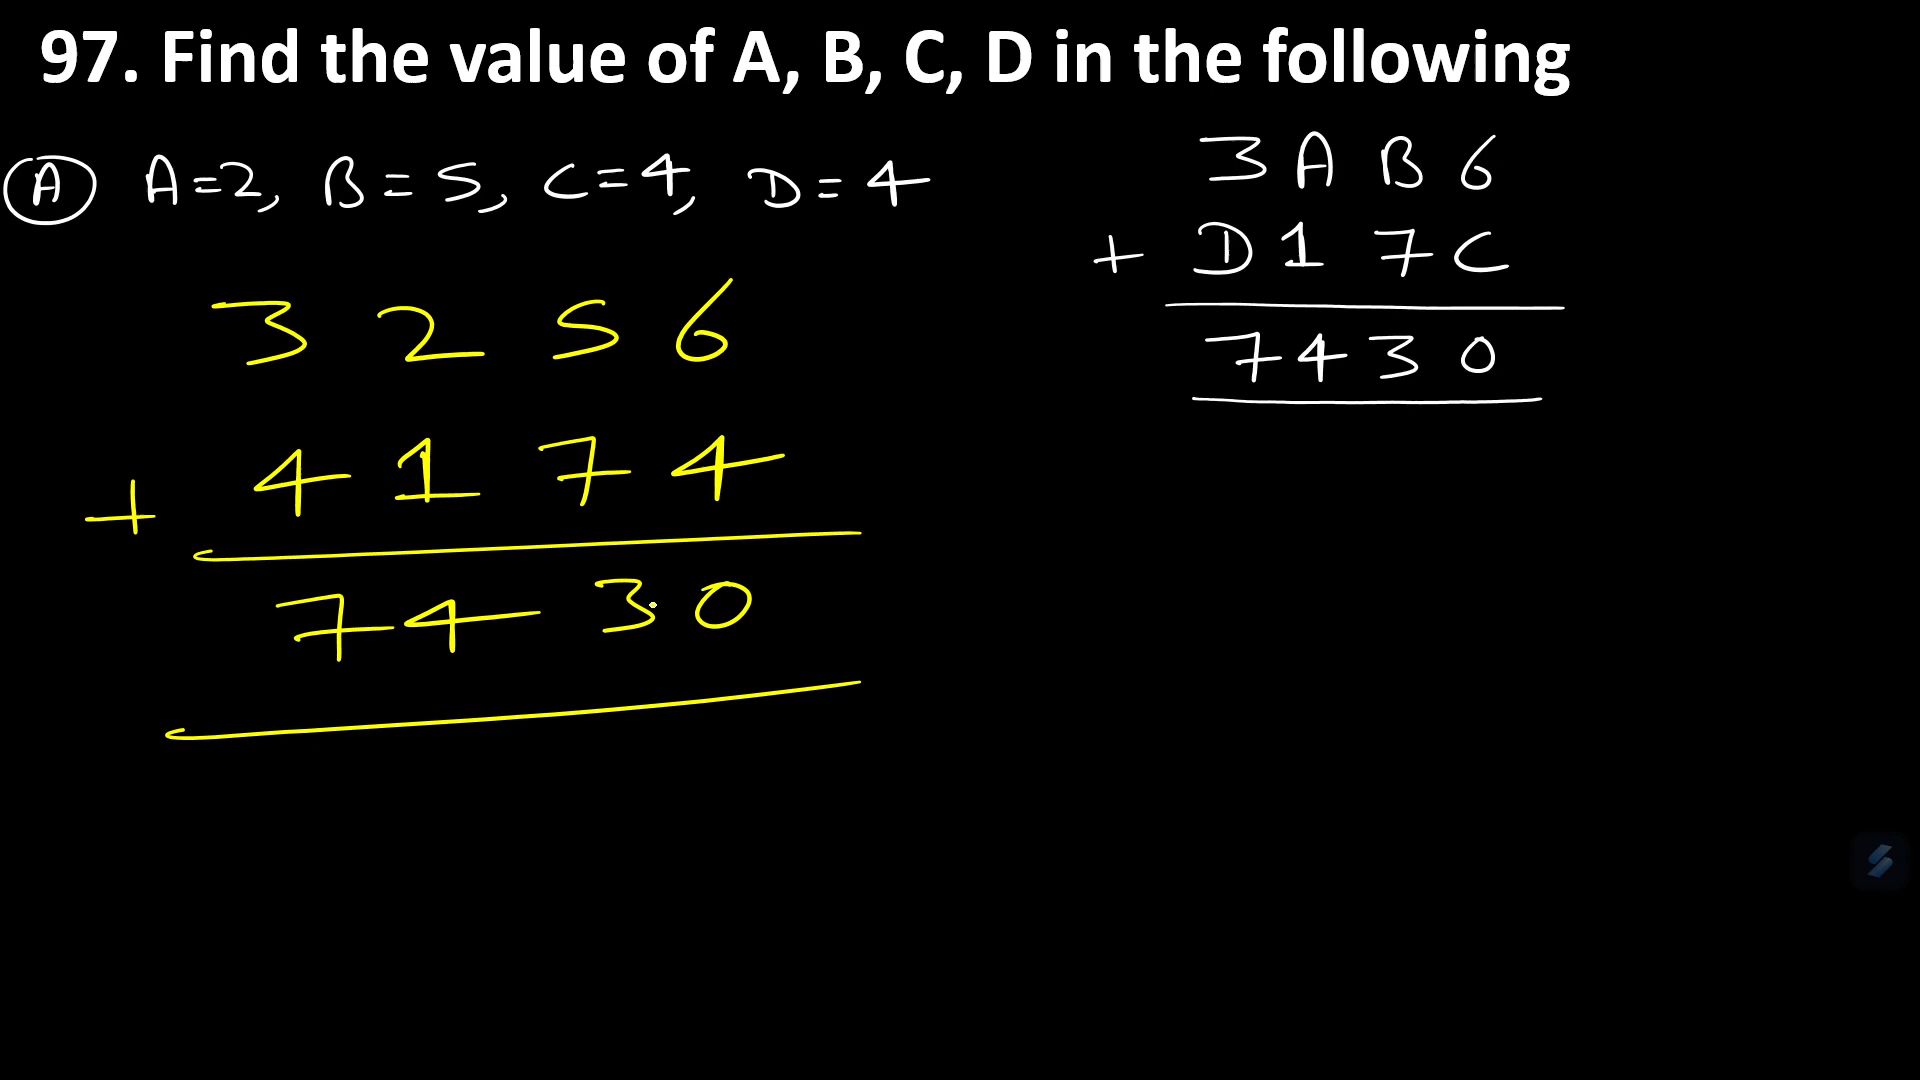 97. Find the value of A, B, C, D in the following
A A=2, B=5, C=4, D=4
3 A B 6
+ D 1 7 C
7 4 3 0
3 2 5 6
+ 4 1 7 4
7 4 3 0